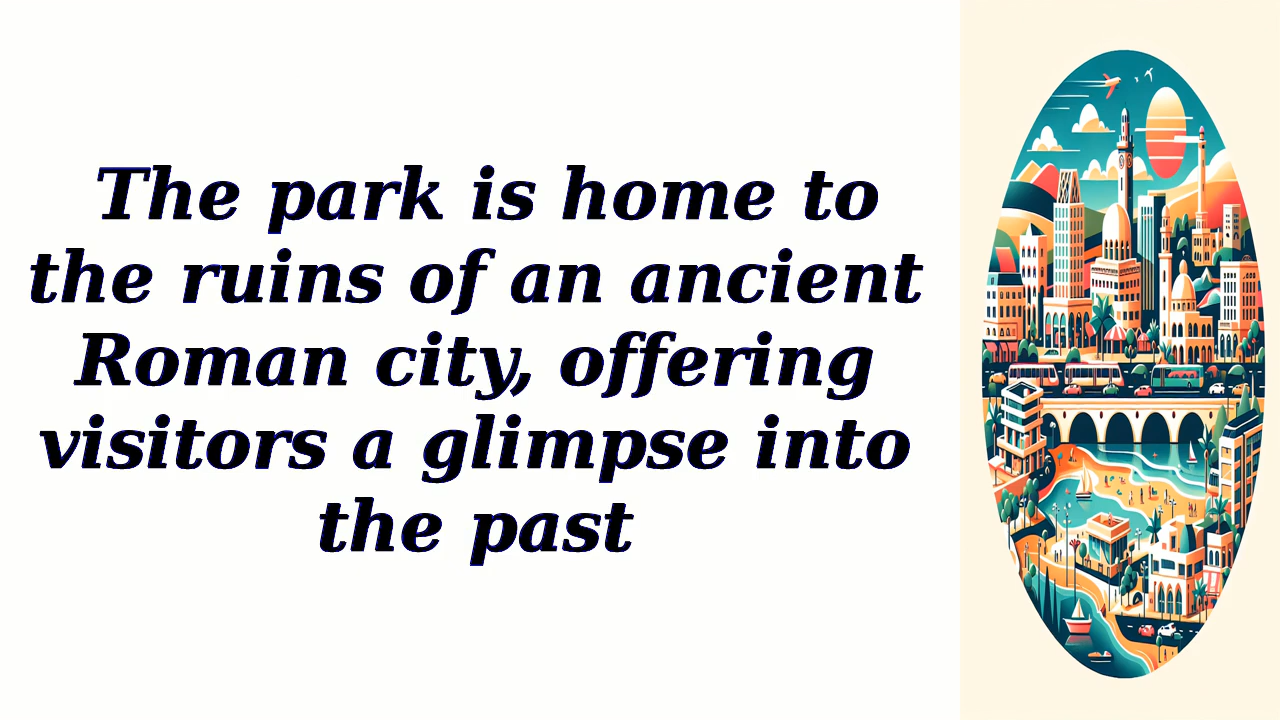 The park is home to
the ruins of an ancient
Roman city, offering
visitors a glimpse into
the past